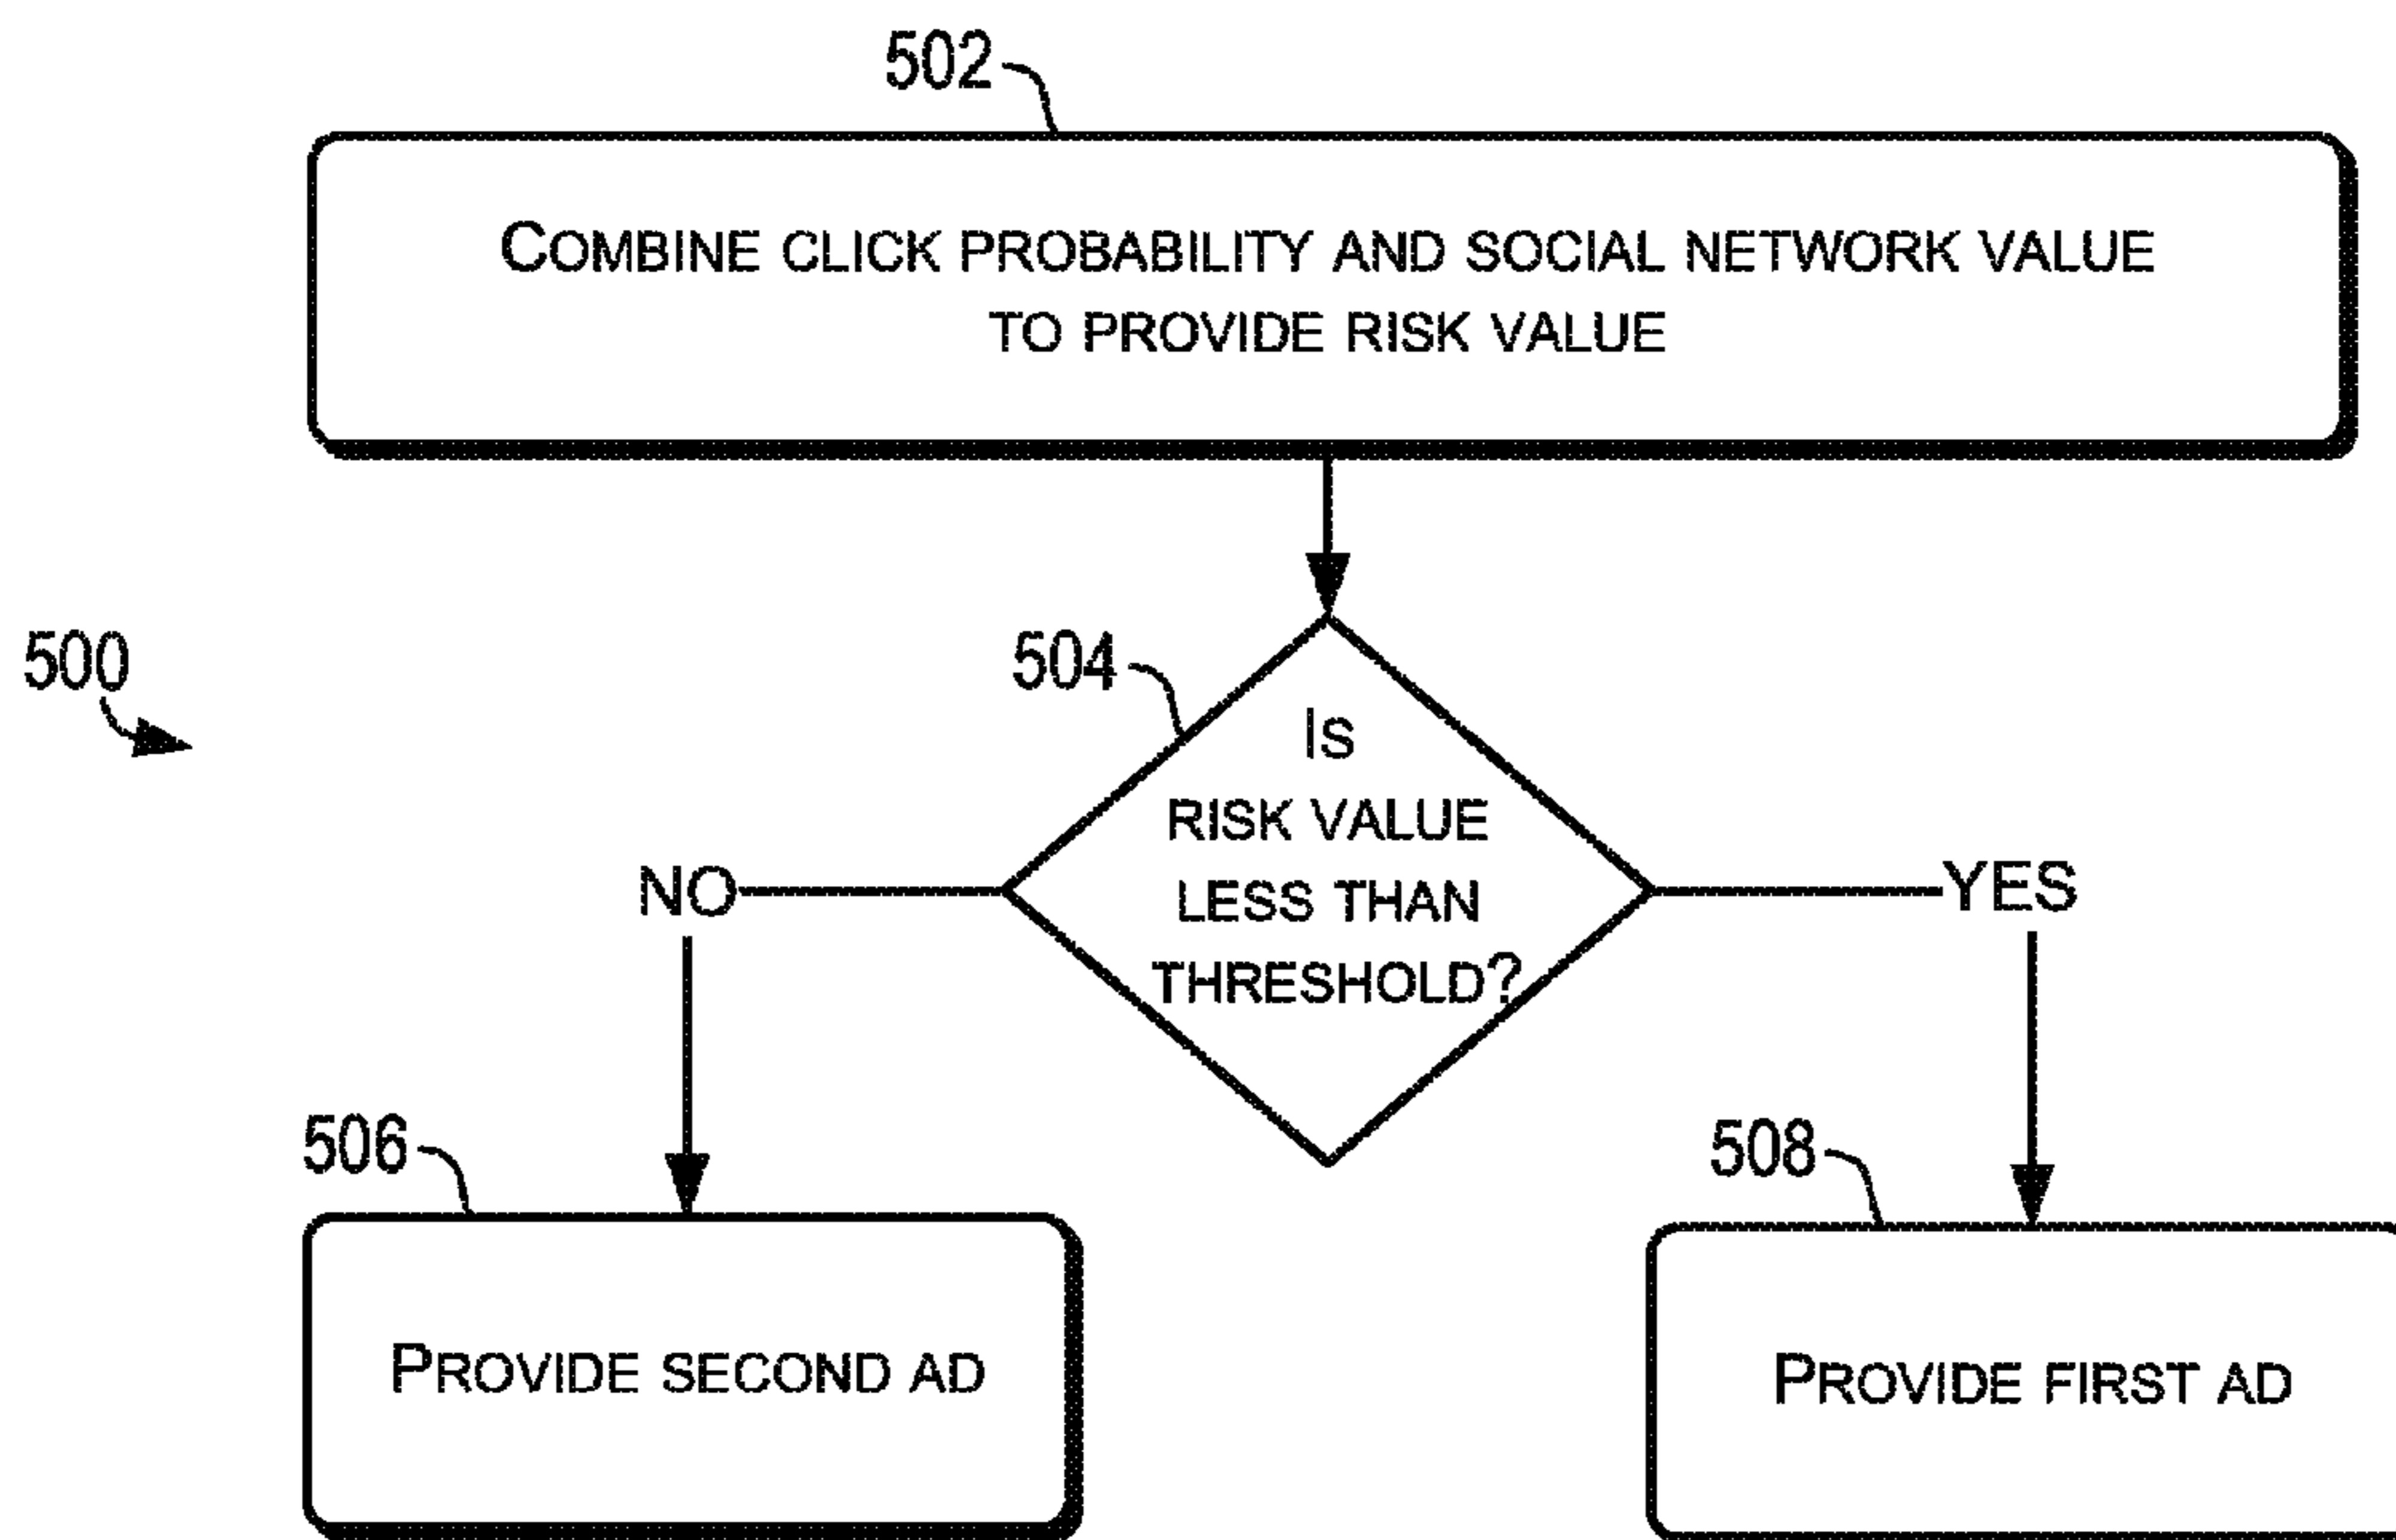 502
COMBINE CLICK PROBABILITY AND SOCIAL NETWORK VALUE
TO PROVIDE RISK VALUE
500
504
IS
RISK VALUE
LESS THAN
THRESHOLD?
NO
YES
506
508
PROVIDE SECOND AD
PROVIDE FIRST AD